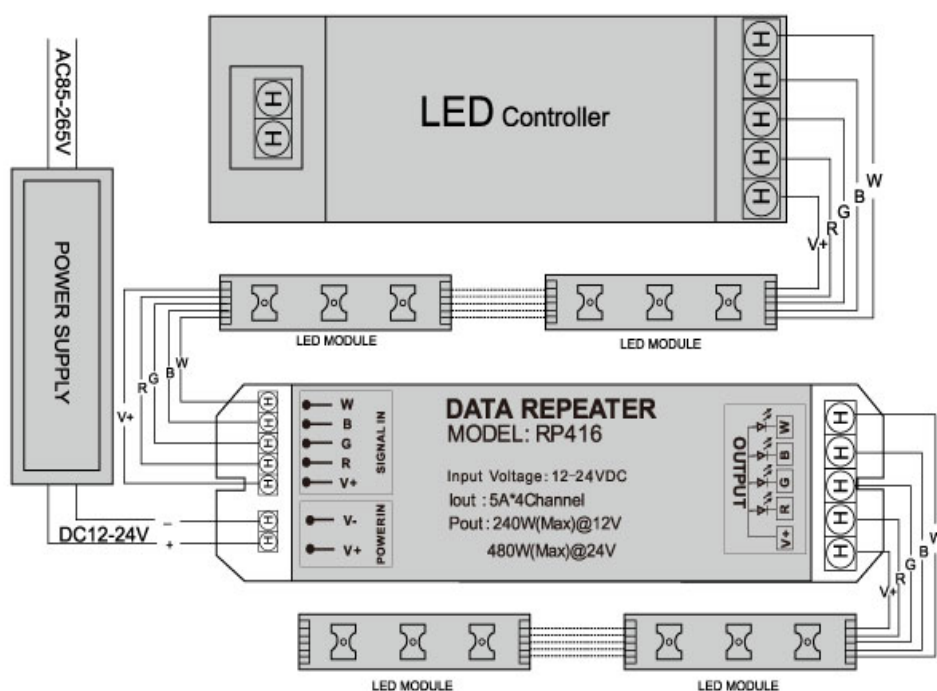 AC85-265V
POWER SUPPLY
DC12-24V
–
+
LED Controller
W
B
G
R
V+
LED MODULE
LED MODULE
V+
R
G
B
W
W
B
G
R
V+
SIGNAL IN
V-
V+
POWER IN
DATA REPEATER
MODEL: RP416
Input Voltage: 12-24VDC
Iout : 5A*4Channel
Pout: 240W(Max)@12V
480W(Max)@24V
OUTPUT
W
B
G
R
V+
W
B
G
R
V+
LED MODULE
LED MODULE